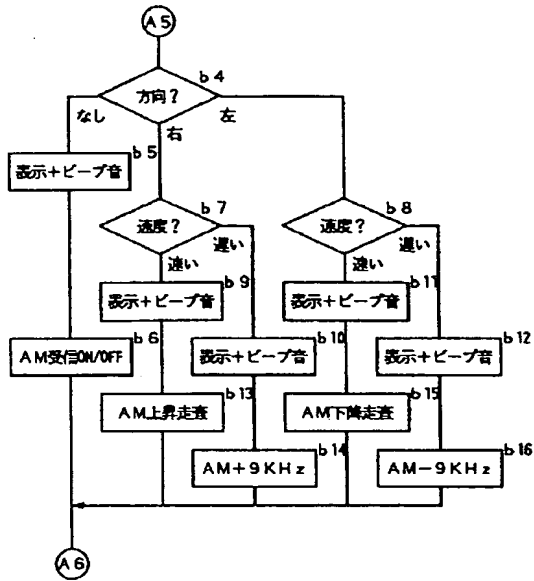 A5
b4
方向？
なし
右
左
b5
表示＋ビープ音
b7
速度？
遅い
速い
b8
速度？
遅い
速い
b9
表示＋ビープ音
b11
表示＋ビープ音
b6
AM受信ON/OFF
b10
表示＋ビープ音
b12
表示＋ビープ音
b13
AM上昇走査
b15
AM下降走査
b14
AM＋9KHz
b16
AM－9KHz
A6